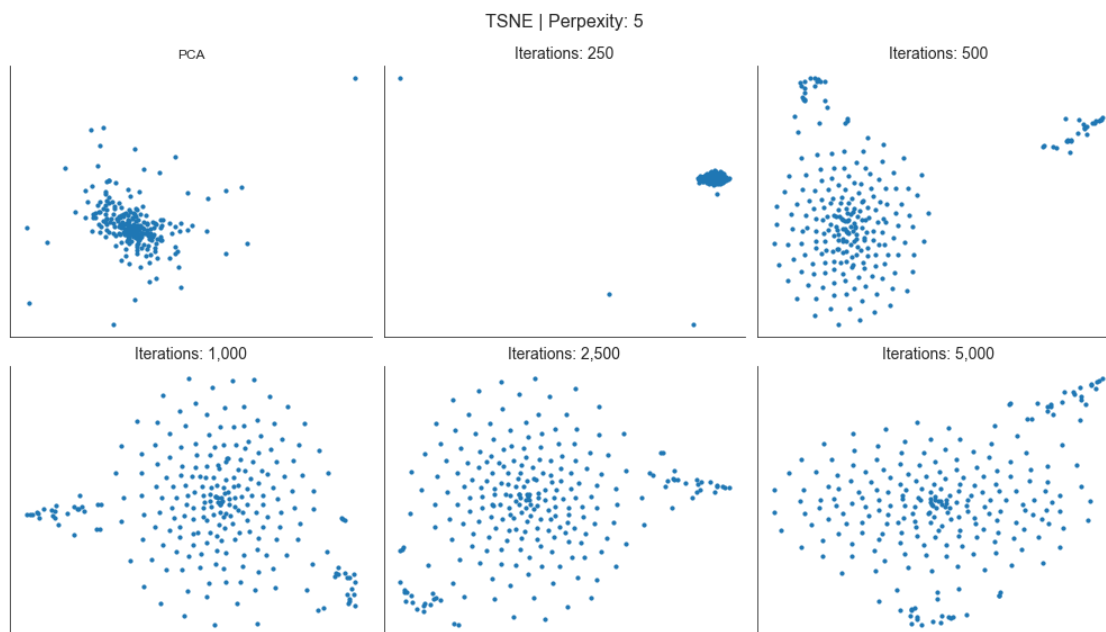 TSNE | Perpexity: 5
PCA
Iterations: 250
Iterations: 500
Iterations: 1,000
Iterations: 2,500
Iterations: 5,000